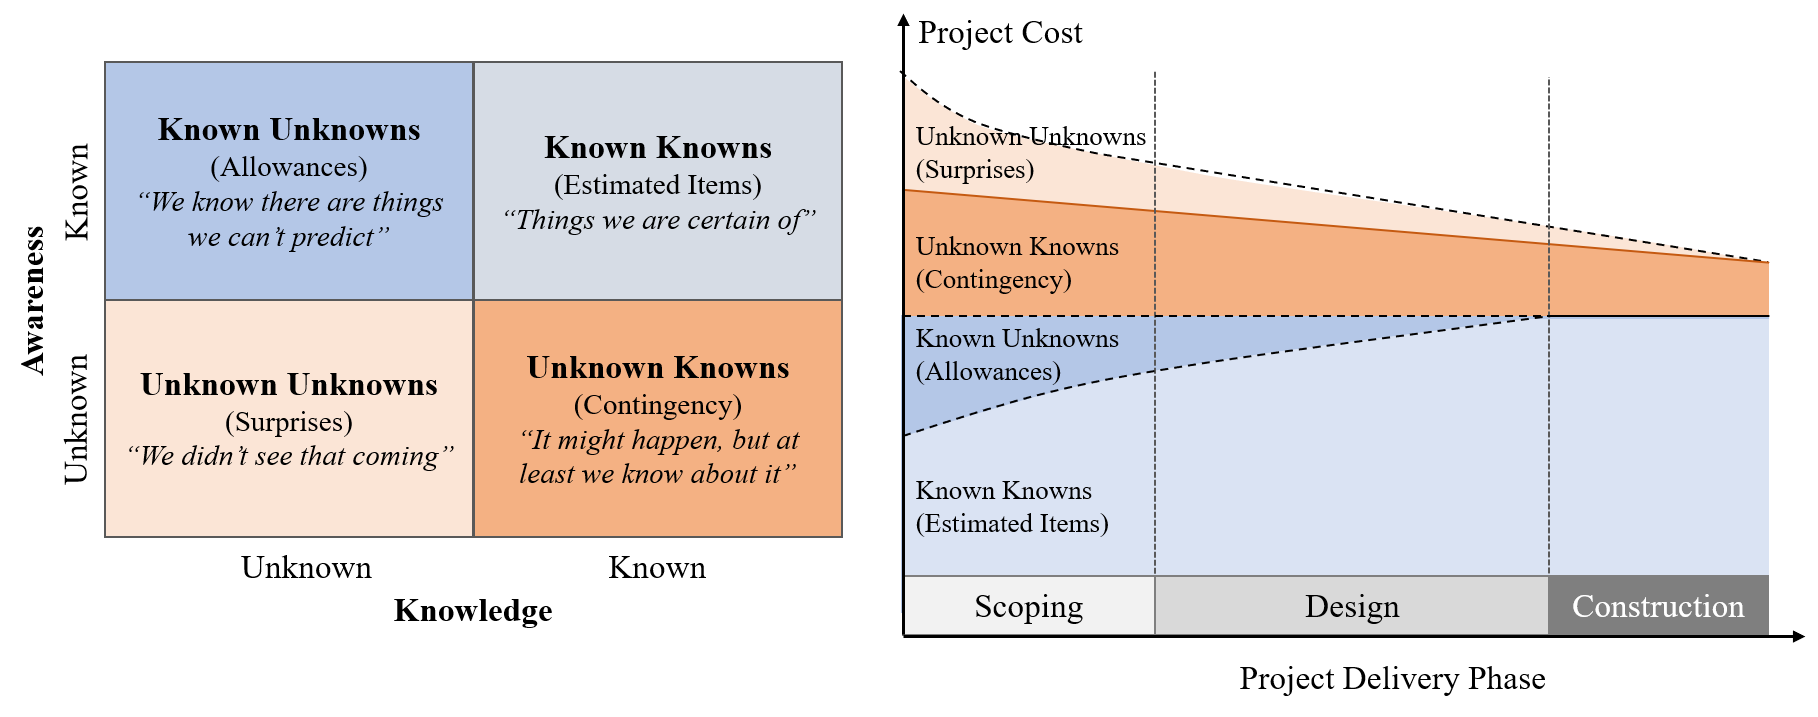 Awareness
Known
Unknown
Known Unknowns
(Allowances)
“We know there are things
we can’t predict”
Known Knowns
(Estimated Items)
“Things we are certain of”
Unknown Unknowns
(Surprises)
“We didn’t see that coming”
Unknown Knowns
(Contingency)
“It might happen, but at
least we know about it”
Unknown
Known
Knowledge
Project Cost
Unknown Unknowns
(Surprises)
Unknown Knowns
(Contingency)
Known Unknowns
(Allowances)
Known Knowns
(Estimated Items)
Scoping
Design
Construction
Project Delivery Phase